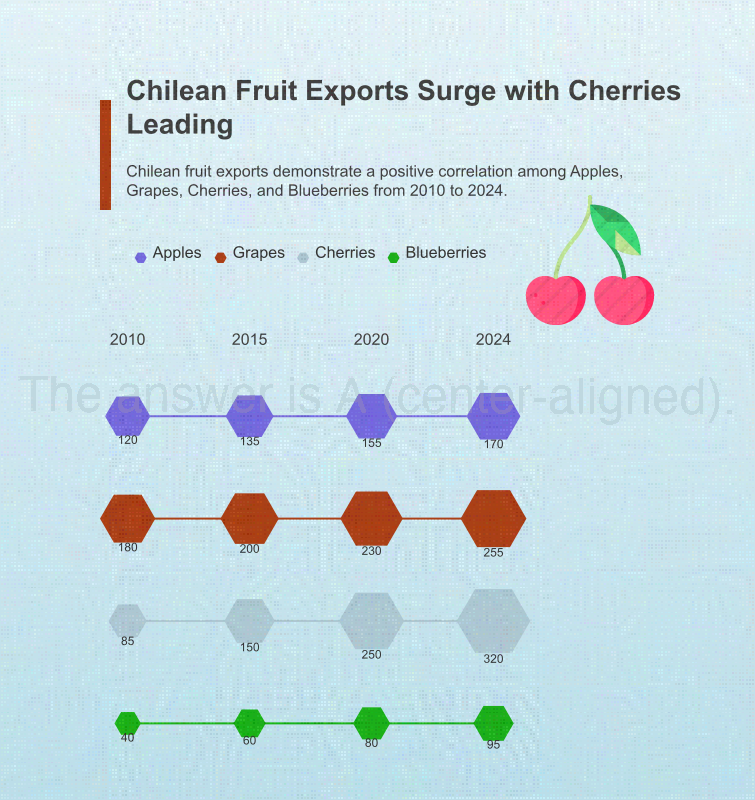 Chilean Fruit Exports Surge with Cherries
Leading
Chilean fruit exports demonstrate a positive correlation among Apples,
Grapes, Cherries, and Blueberries from 2010 to 2024.
Apples Grapes Cherries Blueberries
2010 2015 2020 2024
The answer is A (center-aligned).
120 135 155 170
180 200 230 255
85 150 250 320
40 60 80 95